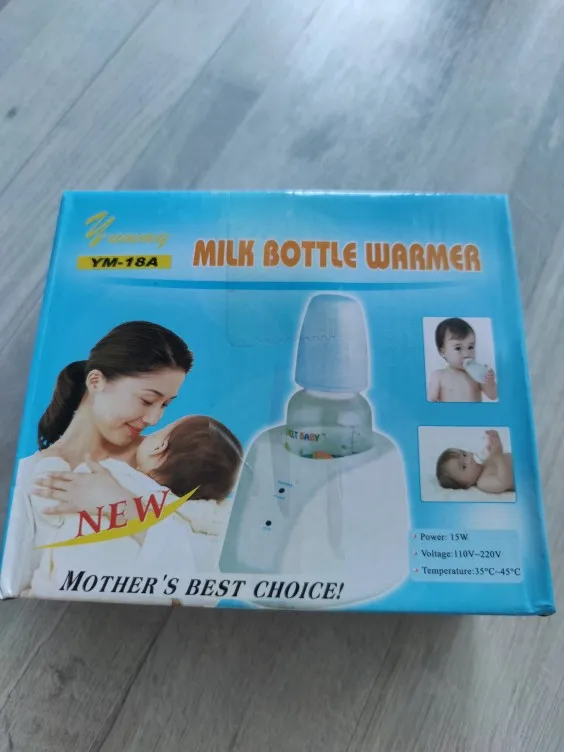 Yummy
YM-18A
MILK BOTTLE WARMER
NEW
MOTHER'S BEST CHOICE!
Power: 15W
Voltage: 110V~220V
Temperature: 35°C~45°C